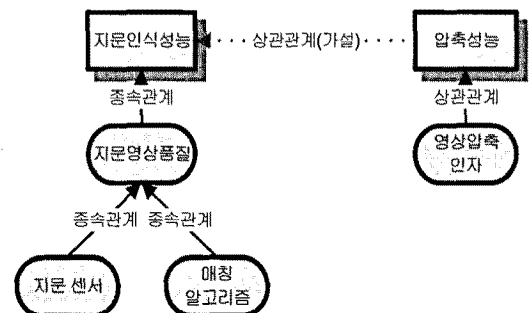 지문인식성능
상관관계(가설)
압축성능
종속관계
상관관계
지문영상품질
영상압축
인자
종속관계
종속관계
지문 센서
매칭
알고리즘